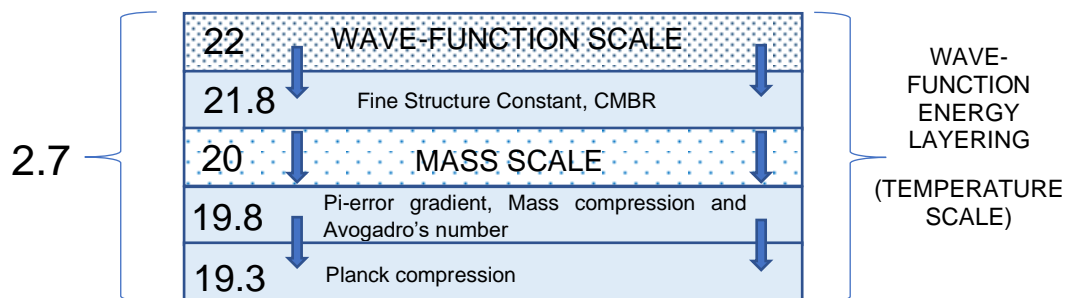 2.7
22 WAVE-FUNCTION SCALE
21.8 Fine Structure Constant, CMBR
20 MASS SCALE
19.8 Pi-error gradient, Mass compression and
Avogadro's number
19.3 Planck compression
WAVE-
FUNCTION
ENERGY
LAYERING
(TEMPERATURE
SCALE)